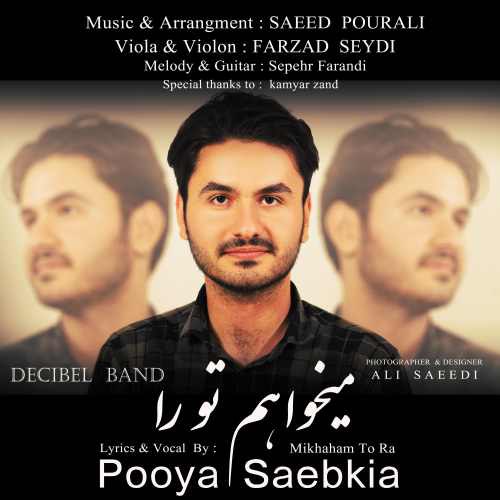 Music & Arrangment : SAEED POURALI
Viola & Violon : FARZAD SEYDI
Melody & Guitar : Sepehr Farandi
Special thanks to : kamyar zand
PHOTOGRAPHER & DESIGNER
ALI SAEEDI
DECIBEL BAND
میخواهم تو را
Lyrics & Vocal By :
Mikhaham To Ra
Pooya Saebkia